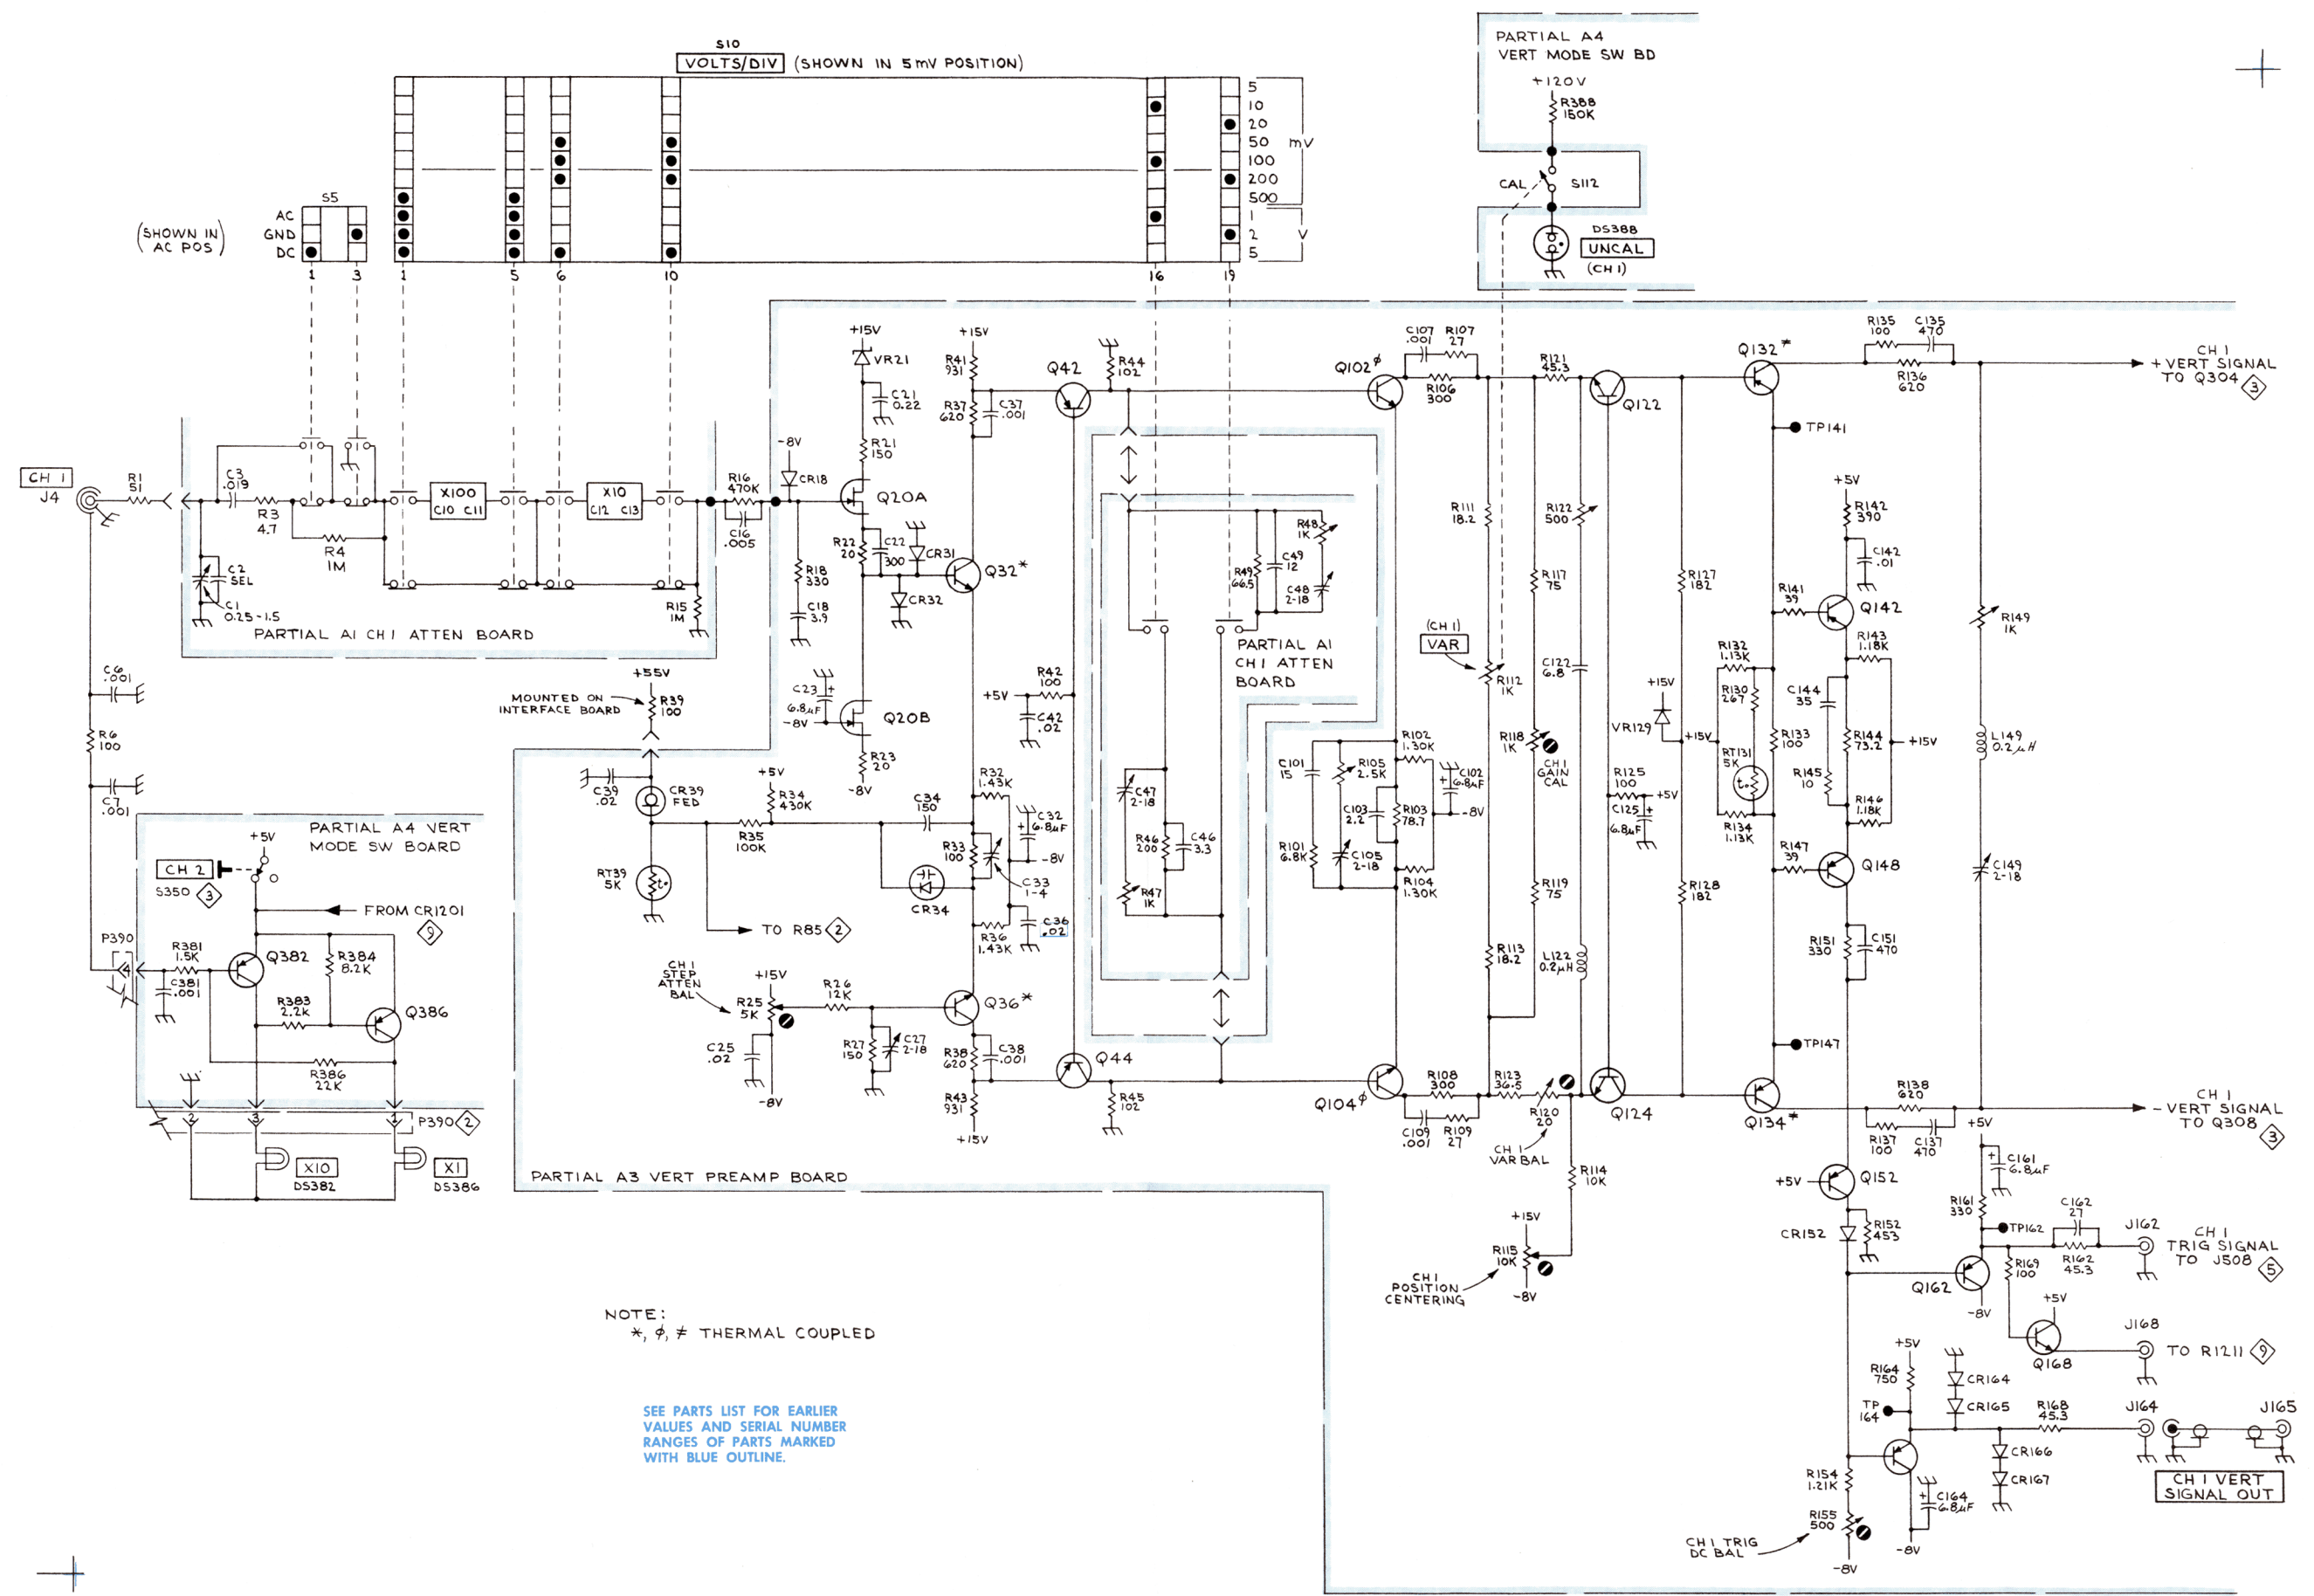 S10
VOLTS/DIV (SHOWN IN 5mV POSITION)
5
10
20
50 mV
100
200
500
1
2 V
5
PARTIAL A4
VERT MODE SW BD
+120V
R388
150K
CAL
S112
DS388
UNCAL
(CH 1)
S5
(SHOWN IN
AC POS)
AC
GND
DC
1 3 1 5 6 10 16 19
CH 1
J4
R1
51
C3
.019
R3
4.7
R4
1M
C2
SEL
C1
0.25-1.5
X100
C10 C11
X10
C12 C13
R15
1M
PARTIAL A1 CH 1 ATTEN BOARD
R16
470K
C16
.005
-8V
CR18
R18
330
C18
3.9
+15V
VR21
C21
0.22
R21
150
Q20A
R22
20
C22
300
CR31
CR32
C23
6.8µF
-8V
Q20B
R23
20
-8V
+15V
R41
931
R37
620
C37
.001
Q32*
Q42
R44
102
R42
100
+5V
C42
.02
+55V
MOUNTED ON
INTERFACE BOARD
R39
100
C39
.02
CR39
FED
RT39
5K
+5V
R34
430K
R35
100K
C34
150
R32
1.43K
C32
6.8µF
R33
100
-8V
C33
1-4
CR34
R36
1.43K
C36
.02
TO R85 2
CH 1
STEP
ATTEN
BAL
+15V
R25
5K
R26
12K
C25
.02
-8V
R27
150
C27
2-18
Q36*
R38
620
C38
.001
R43
931
+15V
Q44
R45
102
C6
.001
R6
100
C7
.001
PARTIAL A4 VERT
MODE SW BOARD
+5V
CH 2
S350 3
FROM CR1201
9
P390
4
R381
1.5K
C381
.001
Q382
R384
8.2K
R383
2.2K
Q386
R386
22K
2 3 1
P390 2
X10
DS382
X1
DS386
PARTIAL A3 VERT PREAMP BOARD
R48
1K
R49
66.5
C49
12
C48
2-18
PARTIAL A1
CH 1 ATTEN
BOARD
C47
2-18
R46
200
C46
3.3
R47
1K
Q102ϕ
C107
.001
R107
27
R106
300
R121
45.3
Q122
R111
18.2
R122
500
R117
75
(CH 1)
VAR
R112
1K
C122
6.8
R118
1K
CH 1
GAIN
CAL
C101
15
R105
2.5K
R102
1.30K
C102
6.8µF
C103
2.2
R103
78.7
-8V
R101
6.8K
C105
2-18
R104
1.30K
R119
75
R113
18.2
L122
0.2µH
Q104ϕ
R108
300
C109
.001
R109
27
R123
36.5
R120
20
CH 1
VAR BAL
Q124
R114
10K
+15V
R115
10K
-8V
CH 1
POSITION
CENTERING
R127
182
+15V
VR129
+15V
R125
100
+5V
C125
6.8µF
R128
182
Q132*
R135
100
C135
470
R136
620
CH 1
+ VERT SIGNAL
TO Q304 3
TP141
+5V
R142
390
C142
.01
R141
39
Q142
R132
1.13K
R130
267
RT131
5K
R133
100
R134
1.13K
R143
1.18K
C144
35
R144
73.2
+15V
R145
10
R146
1.18K
R147
39
Q148
R149
1K
L149
0.2µH
C149
2-18
R151
330
C151
470
TP147
Q134*
R138
620
R137
100
C137
470
CH 1
- VERT SIGNAL
TO Q308
3
+5V
C161
6.8µF
+5V
Q152
R161
330
CR152
R152
453
TP162
C162
27
R162
45.3
J162
CH 1
TRIG SIGNAL
TO J508
5
Q162
-8V
R169
100
+5V
Q168
J168
TO R1211 9
+5V
R164
750
CR164
CR165
TP
164
R168
45.3
J164
J165
CR166
CR167
CH 1 VERT
SIGNAL OUT
R154
1.21K
C164
6.8µF
R155
500
-8V
CH 1 TRIG
DC BAL
-8V
NOTE:
*, ϕ, ≠ THERMAL COUPLED
SEE PARTS LIST FOR EARLIER
VALUES AND SERIAL NUMBER
RANGES OF PARTS MARKED
WITH BLUE OUTLINE.